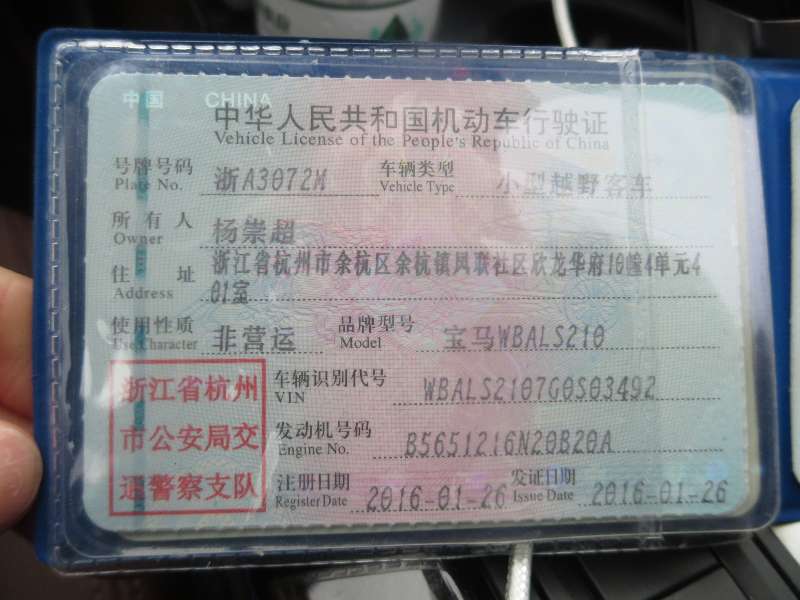 中国 CHINA
中华人民共和国机动车行驶证
Vehicle License of the People's Republic of China
号牌号码 浙A3072M 车辆类型 小型越野客车
Plate No. Vehicle Type
所有人 杨崇超
Owner
住址 浙江省杭州市余杭区余杭镇凤联社区欣龙华府10幢4单元4
Address 01室
使用性质 非营运 品牌型号 宝马WBALS210
Use Character Model
浙江省杭州
市公安局交
通警察支队
车辆识别代号 WBALS2107G0S03492
VIN
发动机号码 B5651216N20B20A
Engine No.
注册日期 2016-01-26 发证日期 2016-01-26
Register Date Issue Date